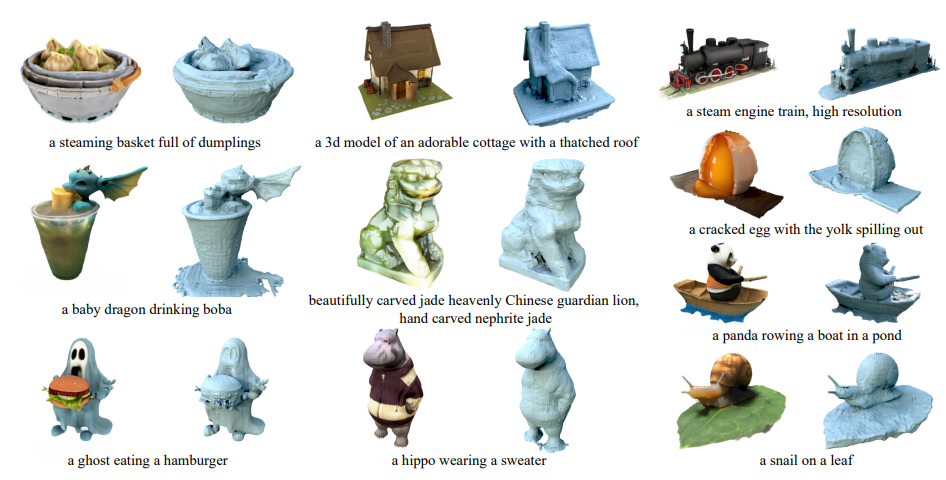 a steaming basket full of dumplings
a 3d model of an adorable cottage with a thatched roof
a steam engine train, high resolution
a cracked egg with the yolk spilling out
a baby dragon drinking boba
beautifully carved jade heavenly Chinese guardian lion,
hand carved nephrite jade
a panda rowing a boat in a pond
a ghost eating a hamburger
a hippo wearing a sweater
a snail on a leaf